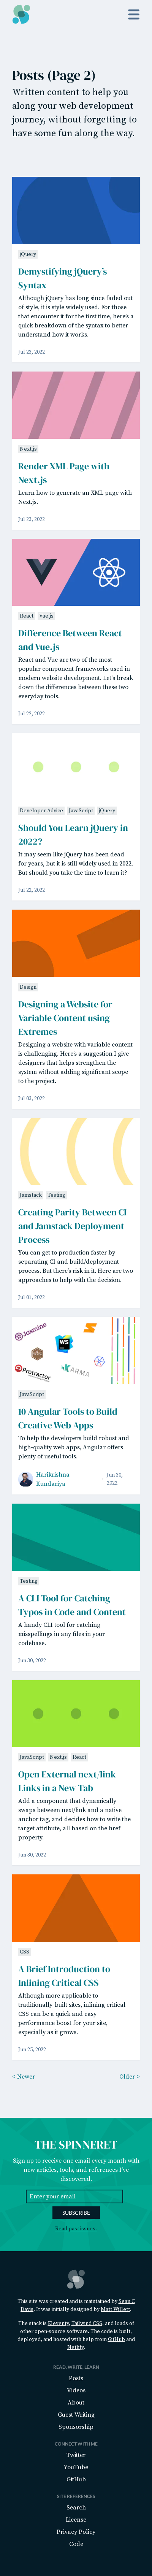 Posts (Page 2)
Written content to help you
along your web development
journey, without forgetting to
have some fun along the way.
jQuery
Demystifying jQuery's
Syntax
Although jQuery has long since faded out
of style, it is style widely used. For those
that encounter it for the first time, here's a
quick breakdown of the syntax to better
understand how it works.
Jul 23, 2022
Next.js
Render XML Page with
Next.js
Learn how to generate an XML page with
Next.js.
Jul 23, 2022
React Vue.js
Difference Between React
and Vue.js
React and Vue are two of the most
popular component frameworks used in
modern website development. Let's break
down the differences between these two
everyday tools.
Jul 22, 2022
Developer Advice JavaScript jQuery
Should You Learn jQuery in
2022?
It may seem like jQuery has been dead
for years, but it is still widely used in 2022.
But should you take the time to learn it?
Jul 22, 2022
Design
Designing a Website for
Variable Content using
Extremes
Designing a website with variable content
is challenging. Here's a suggestion I give
designers that helps strengthen the
system without adding significant scope
to the project.
Jul 03, 2022
Jamstack Testing
Creating Parity Between CI
and Jamstack Deployment
Process
You can get to production faster by
separating CI and build/deployment
process. But there's risk in it. Here are two
approaches to help with the decision.
Jul 01, 2022
Jasmine
WS
ARMA
Protractor
JavaScript
10 Angular Tools to Build
Creative Web Apps
To help the developers build robust and
high-quality web apps, Angular offers
plenty of useful tools.
Harikrishna
Kundariya
Jun 30,
2022
Testing
A CLI Tool for Catching
Typos in Code and Content
A handy CLI tool for catching
misspellings in any files in your
codebase.
Jun 30, 2022
JavaScript Next.js React
Open External next/link
Links in a New Tab
Add a component that dynamically
swaps between next/link and a native
anchor tag, and decides how to write the
target attribute, all based on the href
property.
Jun 30, 2022
CSS
A Brief Introduction to
Inlining Critical CSS
Although more applicable to
traditionally-built sites, inlining critical
CSS can be a quick and easy
performance boost for your site,
especially as it grows.
Jun 25, 2022
< Newer Older >
THE SPINNERET
Sign up to receive one email every month with
new articles, tools, and references I've
discovered.
Enter your email
SUBSCRIBE
Read past issues.
This site was created and is maintained by Sean C
Davis. It was initially designed by Matt Willett.
The stack is Eleventy, Tailwind CSS, and loads of
other open-source software. The code is built,
deployed, and hosted with help from GitHub and
Netlify.
READ, WRITE, LEARN
Posts
Videos
About
Guest Writing
Sponsorship
CONNECT WITH ME
Twitter
YouTube
GitHub
SITE REFERENCES
Search
License
Privacy Policy
Code